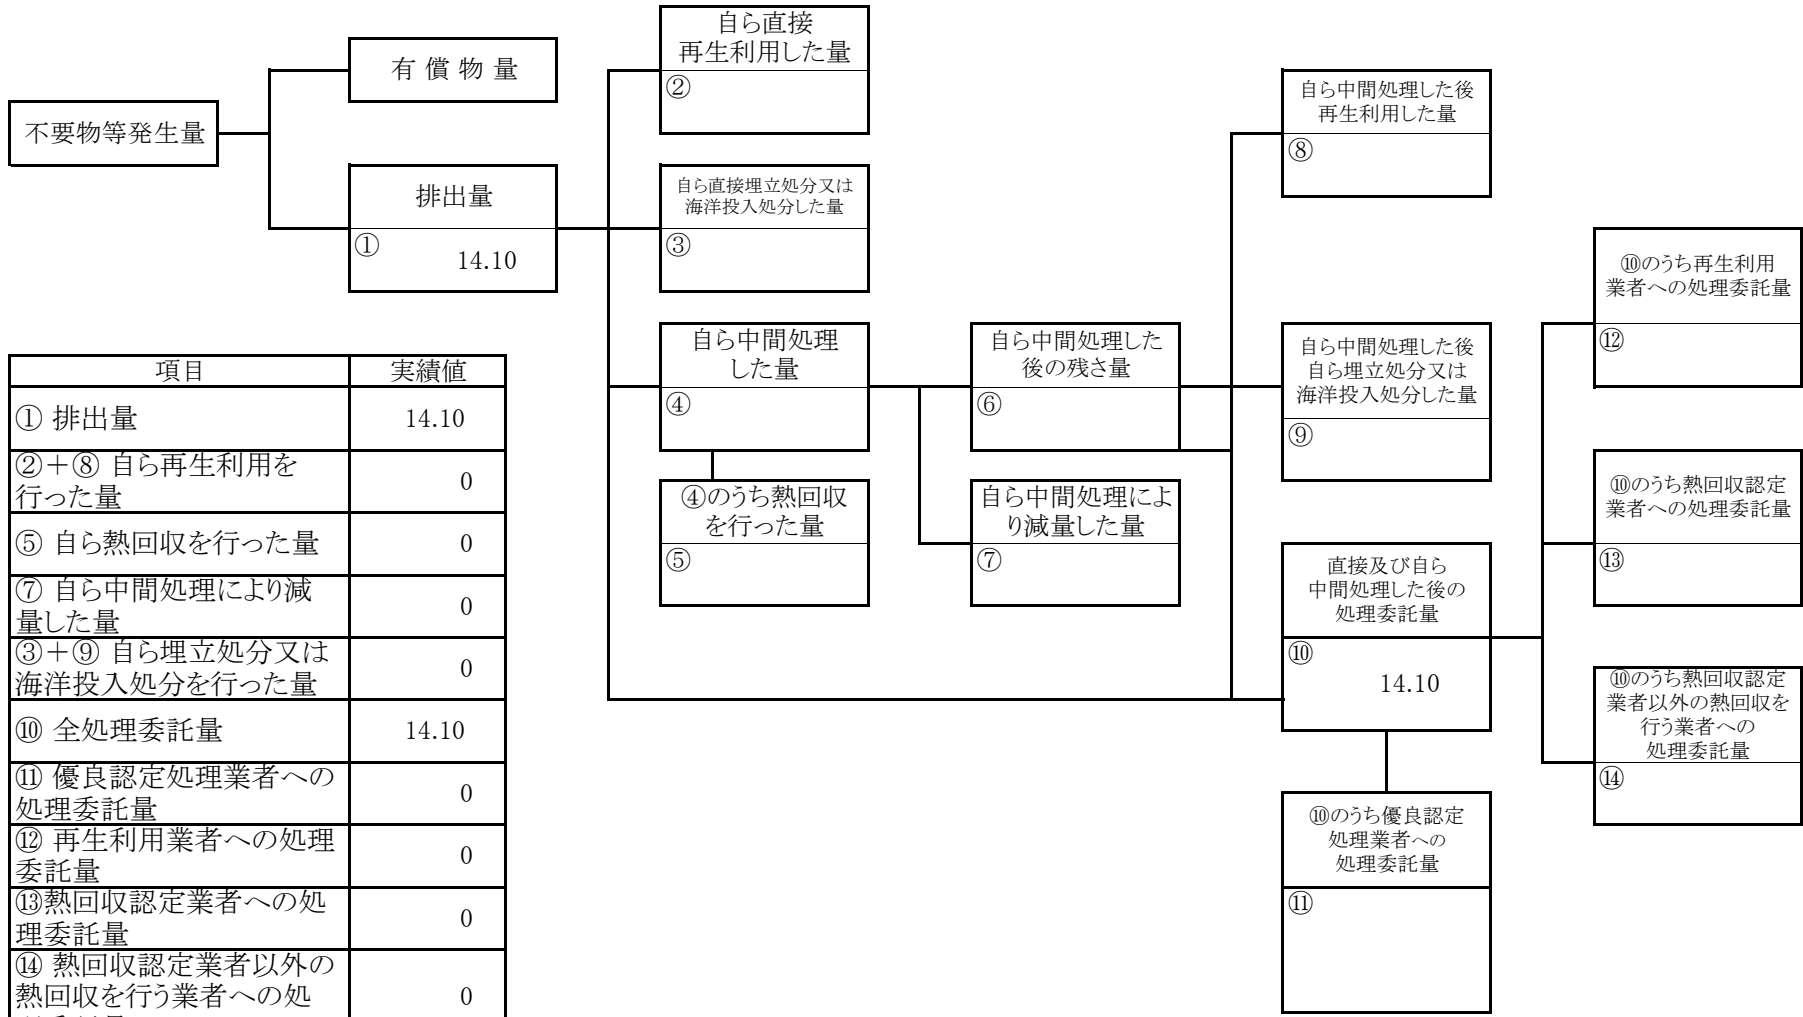 不要物等発生量
有 償 物 量
排出量
①
14.10
自ら直接
再生利用した量
②
自ら直接埋立処分又は
海洋投入処分した量
③
自ら中間処理
した量
④
④のうち熱回収
を行った量
⑤
自ら中間処理した
後の残さ量
⑥
自ら中間処理によ
り減量した量
⑦
自ら中間処理した後
再生利用した量
⑧
自ら中間処理した後
自ら埋立処分又は
海洋投入処分した量
⑨
直接及び自ら
中間処理した後の
処理委託量
⑩
14.10
⑩のうち優良認定
処理業者への
処理委託量
⑪
⑩のうち再生利用
業者への処理委託量
⑫
⑩のうち熱回収認定
業者への処理委託量
⑬
⑩のうち熱回収認定
業者以外の熱回収を
行う業者への
処理委託量
⑭
項目 実績値
① 排出量 14.10
②＋⑧ 自ら再生利用を
行った量 0
⑤ 自ら熱回収を行った量 0
⑦ 自ら中間処理により減
量した量 0
③＋⑨ 自ら埋立処分又は
海洋投入処分を行った量 0
⑩ 全処理委託量 14.10
⑪ 優良認定処理業者への
処理委託量 0
⑫ 再生利用業者への処理
委託量 0
⑬熱回収認定業者への処
理委託量 0
⑭ 熱回収認定業者以外の
熱回収を行う業者への処 0